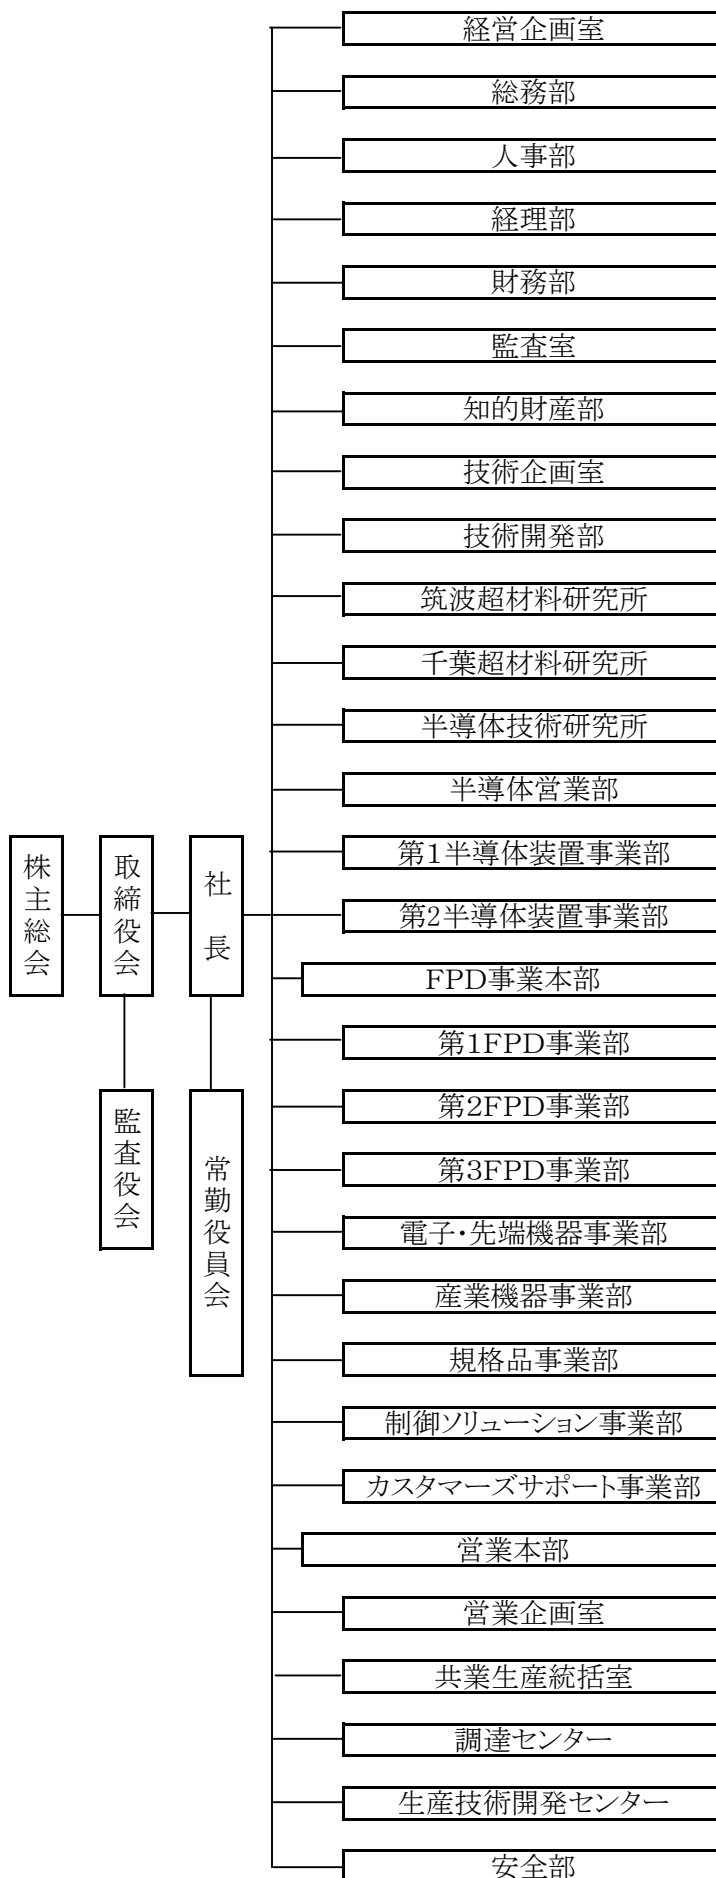 経営企画室
総務部
人事部
経理部
財務部
監査室
知的財産部
技術企画室
技術開発部
筑波超材料研究所
千葉超材料研究所
半導体技術研究所
半導体営業部
株主総会
取締役会
社長
第1半導体装置事業部
第2半導体装置事業部
FPD事業本部
第1FPD事業部
監査役会
常勤役員会
第2FPD事業部
第3FPD事業部
電子・先端機器事業部
産業機器事業部
規格品事業部
制御ソリューション事業部
カスタマーズサポート事業部
営業本部
営業企画室
共業生産統括室
調達センター
生産技術開発センター
安全部